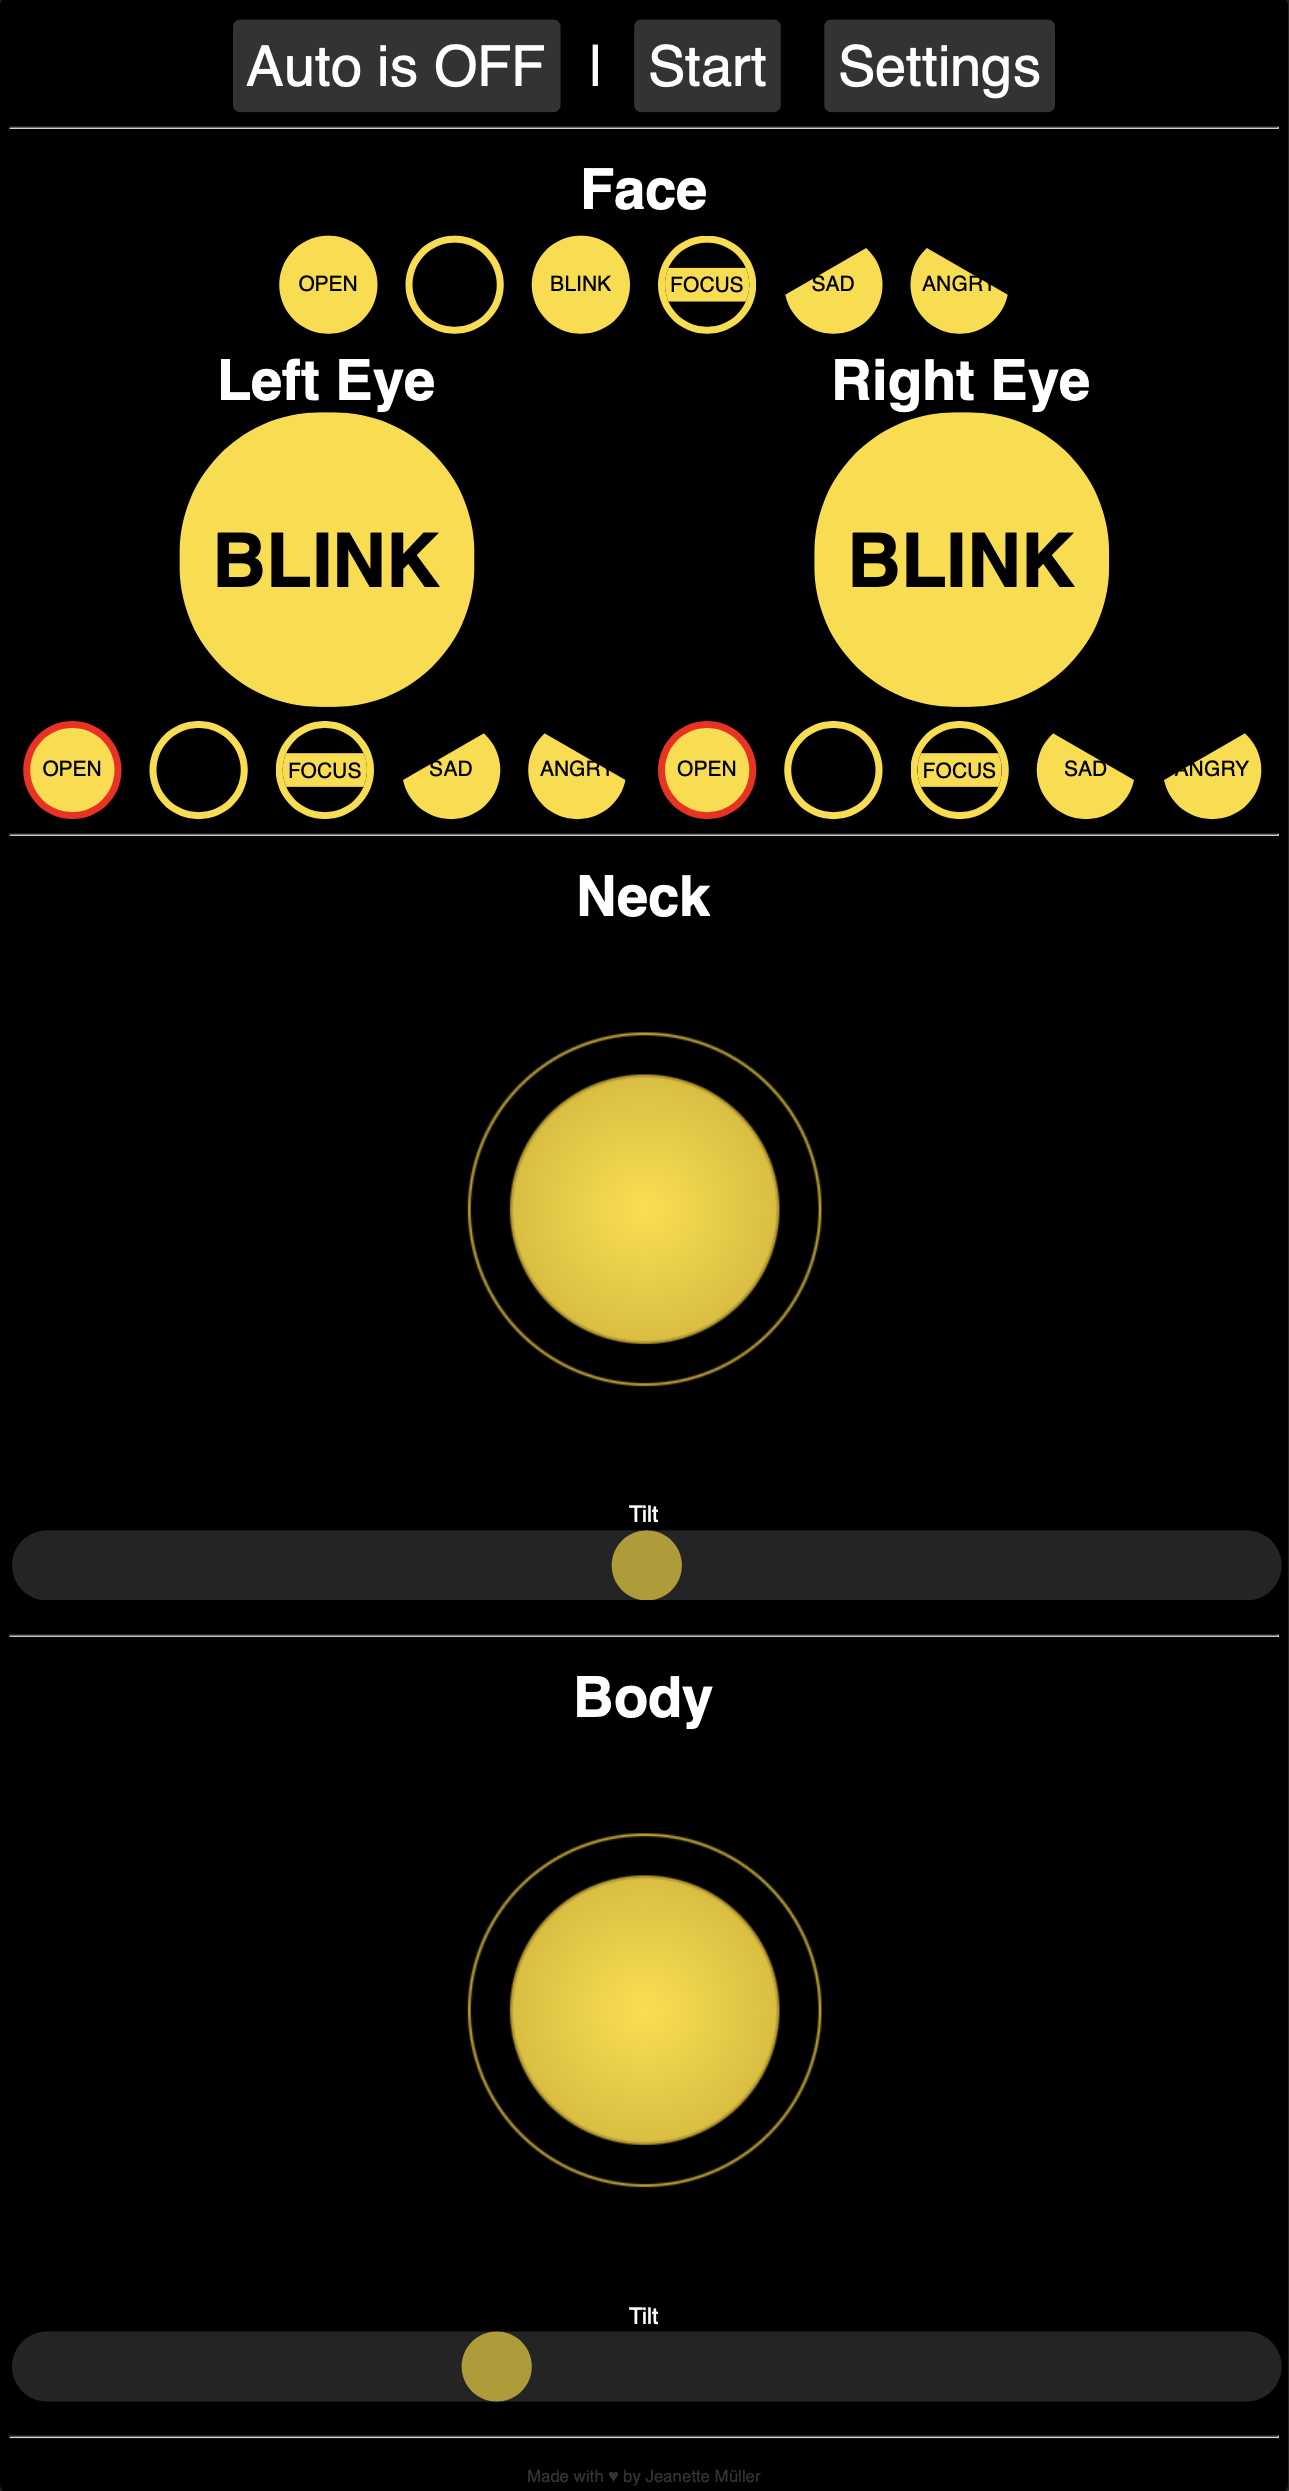 Auto is OFF | Start Settings
Face
OPEN BLINK FOCUS SAD ANGRY
Left Eye Right Eye
BLINK BLINK
OPEN FOCUS SAD ANGRY OPEN FOCUS SAD ANGRY
Neck
Tilt
Body
Tilt
Made with ♥ by Jeanette Müller